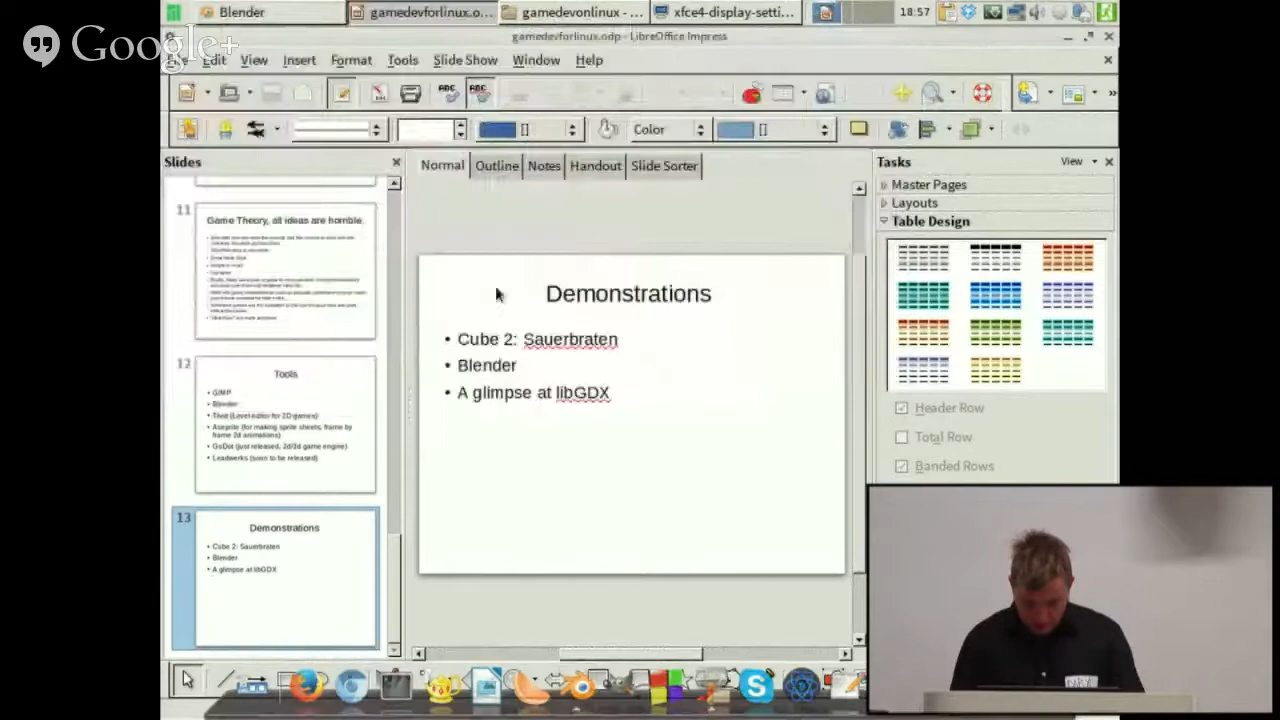 Blender
gamedevforlinux.o...
gamedevonlinux - ...
xfce4-display-setti...
18:57
Google+
gamedevforlinux.odp - LibreOffice Impress
Edit View Insert Format Tools Slide Show Window Help
Color
Slides
Normal Outline Notes Handout Slide Sorter
Tasks
View
Master Pages
Layouts
Table Design
Header Row
Total Row
Banded Rows
11
Game Theory, all ideas are horrible
12
Tools
• GIMP
• Blender
• Tiled (Level editor for 2D games)
• Aseprite (for making sprite sheets, frame by
frame 2d animations)
• GoDot (just released, 2d/3d game engine)
• Leadwerks (soon to be released)
13
Demonstrations
• Cube 2: Sauerbraten
• Blender
• A glimpse at libGDX
Demonstrations
• Cube 2: Sauerbraten
• Blender
• A glimpse at libGDX